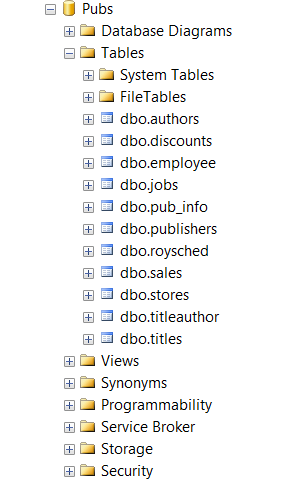 Pubs
Database Diagrams
Tables
System Tables
FileTables
dbo.authors
dbo.discounts
dbo.employee
dbo.jobs
dbo.pub_info
dbo.publishers
dbo.roysched
dbo.sales
dbo.stores
dbo.titleauthor
dbo.titles
Views
Synonyms
Programmability
Service Broker
Storage
Security